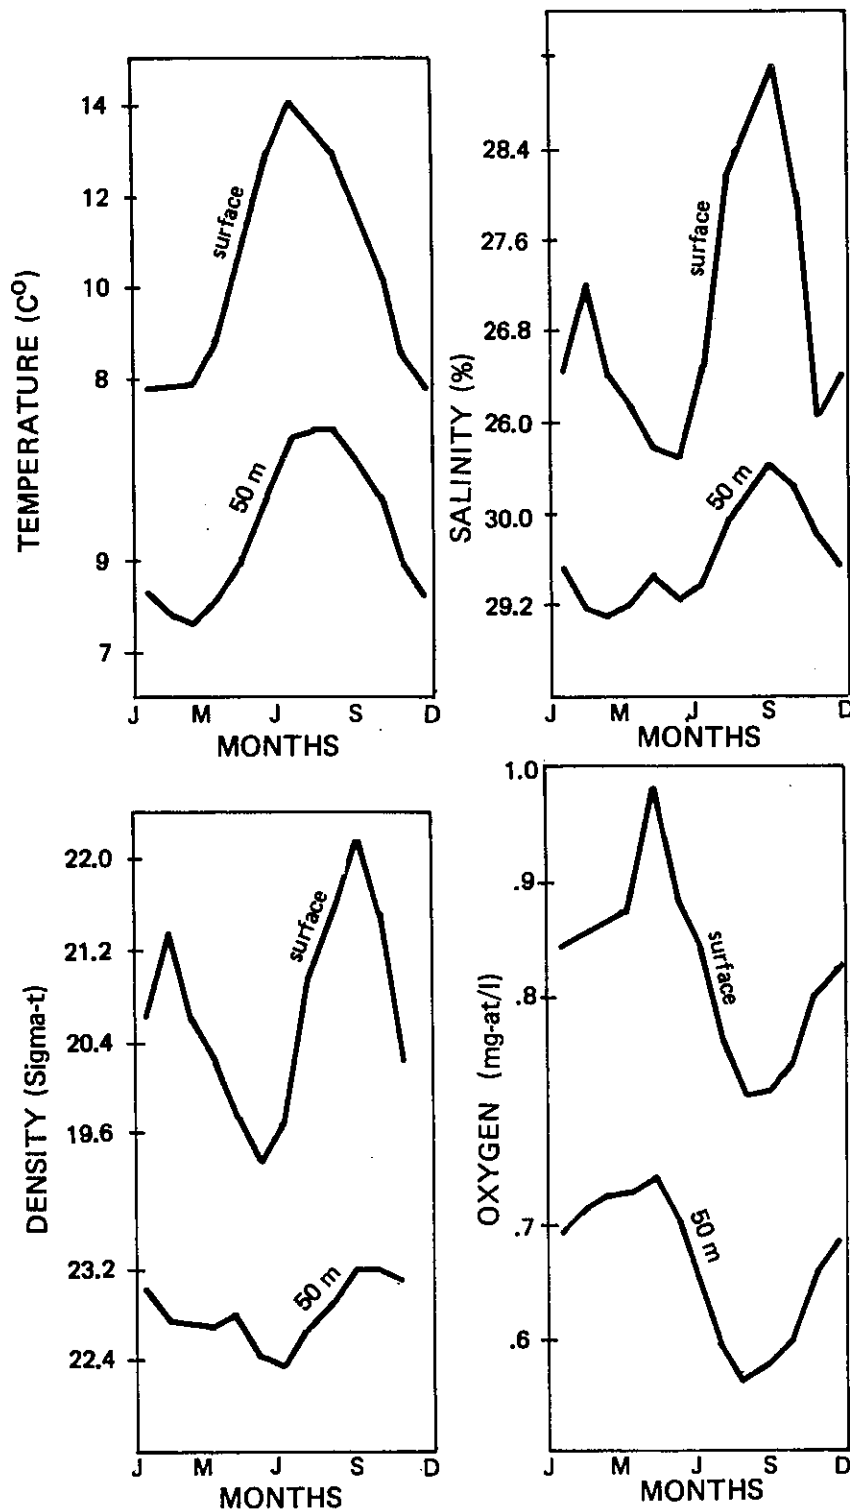 TEMPERATURE (C°)
14
12
10
8
9
7
surface
50 m
J M J S D
MONTHS
SALINITY (%)
28.4
27.6
26.8
26.0
30.0
29.2
surface
50 m
J M J S D
MONTHS
DENSITY (Sigma-t)
22.0
21.2
20.4
19.6
23.2
22.4
surface
50 m
J M J S D
MONTHS
OXYGEN (mg-at/l)
1.0
.9
.8
.7
.6
surface
50 m
J M J S D
MONTHS